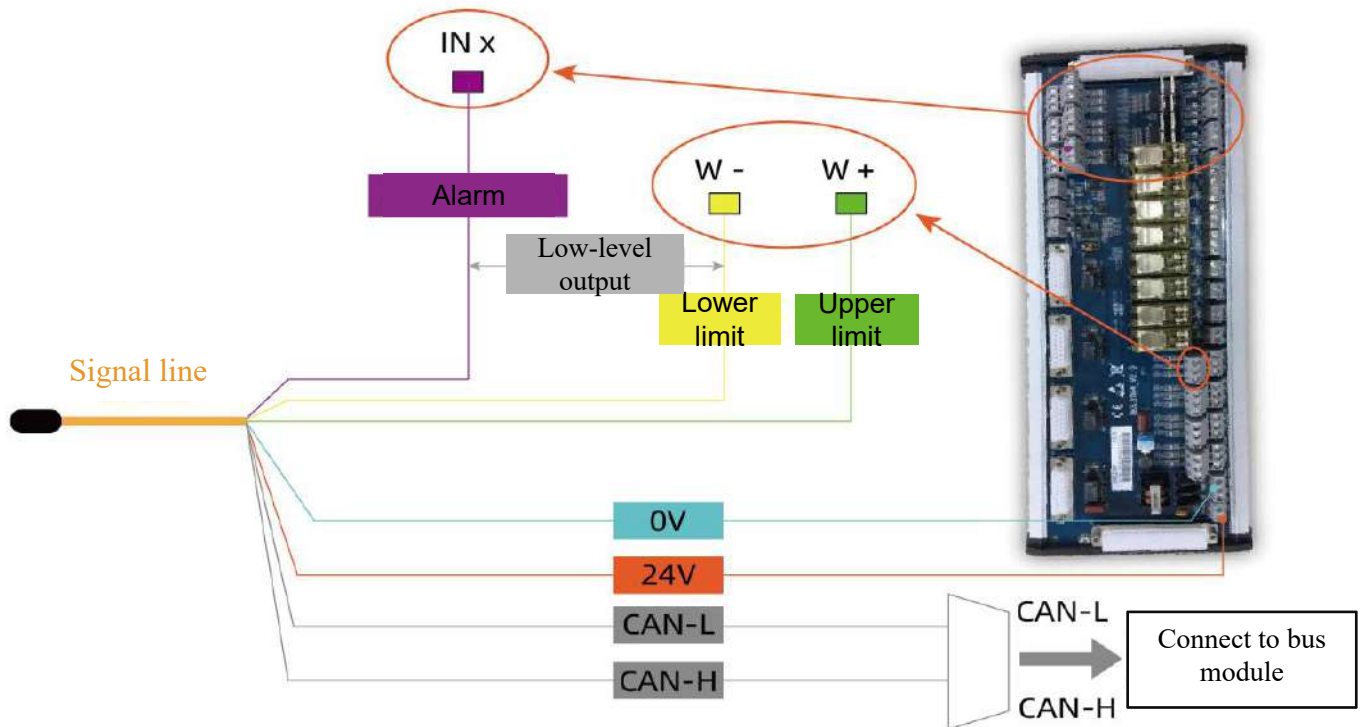 IN x
W -
W +
Alarm
Low-level
output
Lower
limit
Upper
limit
Signal line
0V
24V
CAN-L
CAN-H
CAN-L
CAN-H
Connect to bus
module